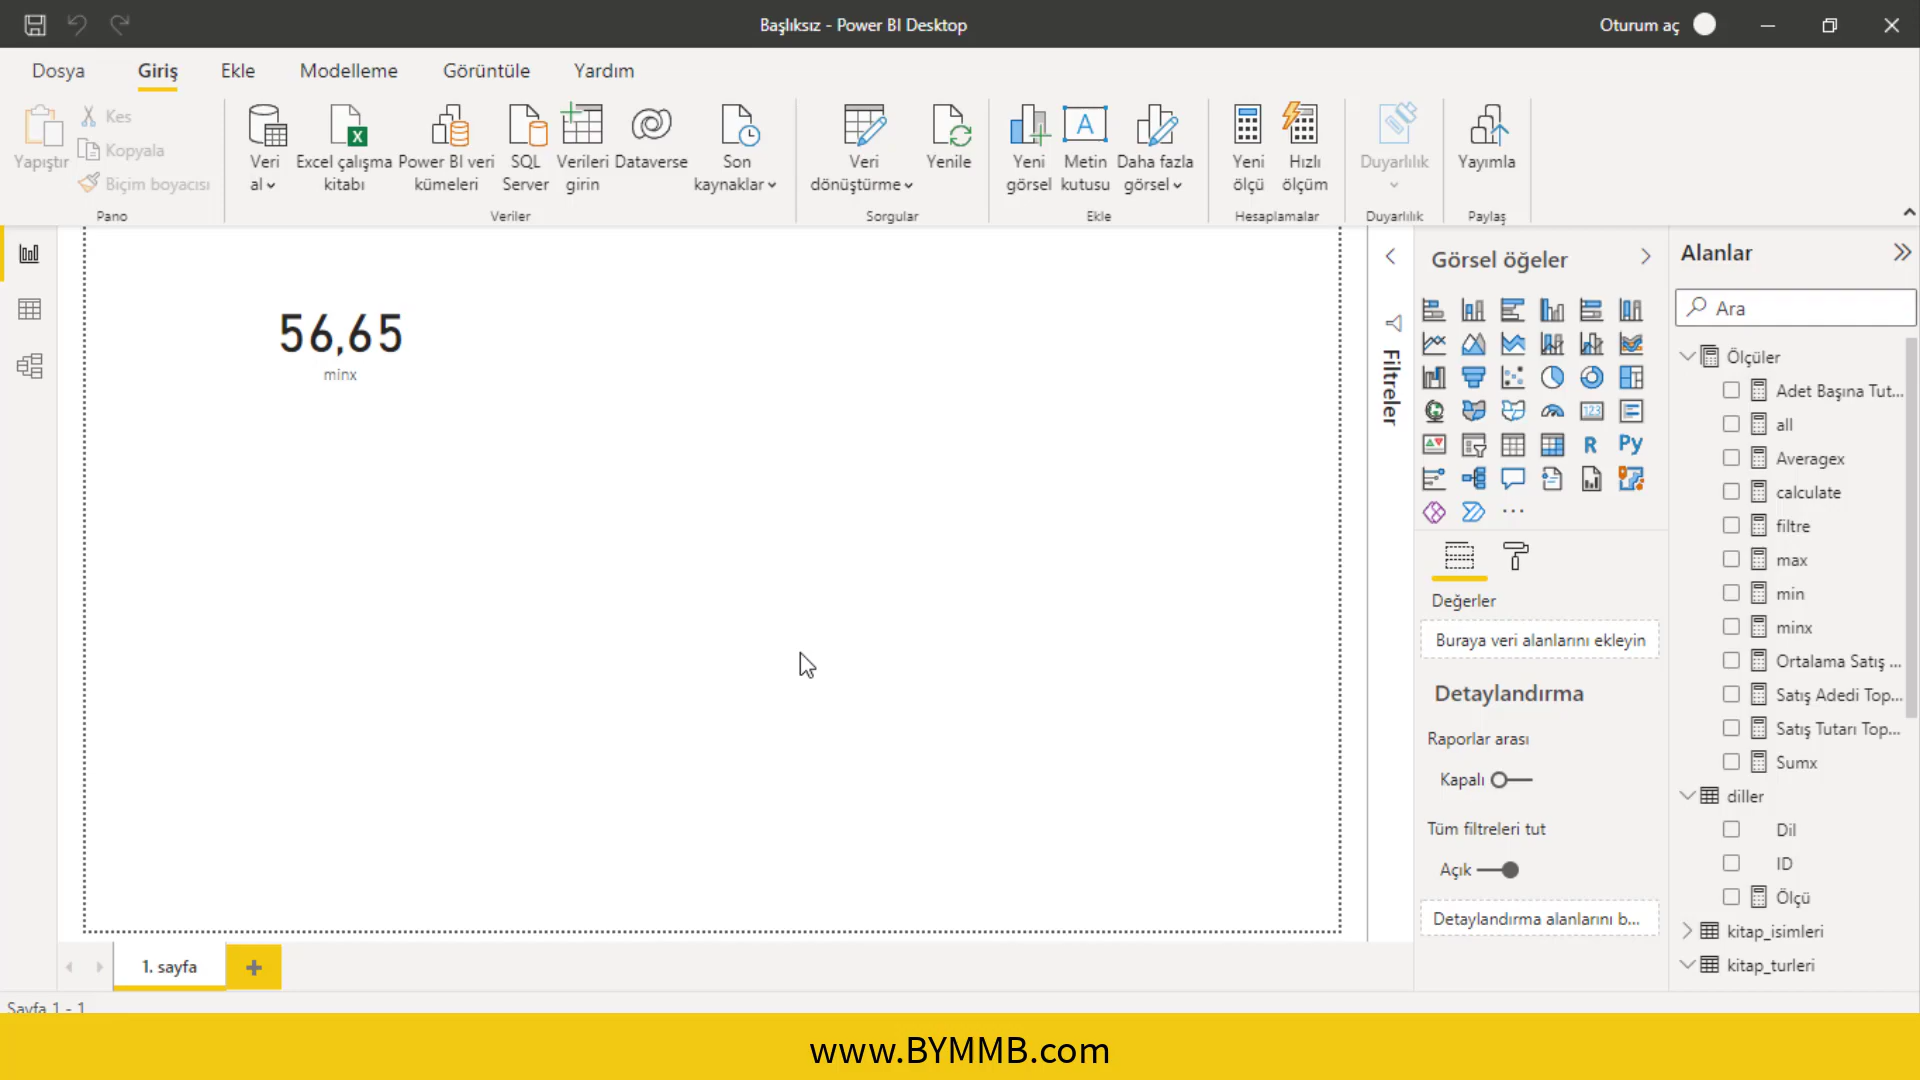 Başlıksız - Power BI Desktop
Oturum aç
Dosya
Giriş
Ekle
Modelleme
Görüntüle
Yardım
Yapıştır
Kes
Kopyala
Biçim boyacısı
Pano
Veri
al
Excel çalışma
kitabı
Power BI veri
kümeleri
SQL
Server
Verileri
girin
Dataverse
Son
kaynaklar
Veriler
Veri
dönüştürme
Yenile
Sorgular
Yeni
görsel
Metin
kutusu
Daha fazla
görsel
Ekle
Yeni
ölçü
Hızlı
ölçüm
Hesaplamalar
Duyarlılık
Duyarlılık
Yayımla
Paylaş
56,65
minx
Filtreler
Görsel öğeler
R
Py
Değerler
Buraya veri alanlarını ekleyin
Detaylandırma
Raporlar arası
Kapalı
Tüm filtreleri tut
Açık
Detaylandırma alanlarını b...
Alanlar
Ara
Ölçüler
Adet Başına Tut...
all
Averagex
calculate
filtre
max
min
minx
Ortalama Satış ...
Satış Adedi Top...
Satış Tutarı Top...
Sumx
diller
Dil
ID
Ölçü
kitap_isimleri
kitap_turleri
1. sayfa
Sayfa 1 - 1
www.BYMMB.com